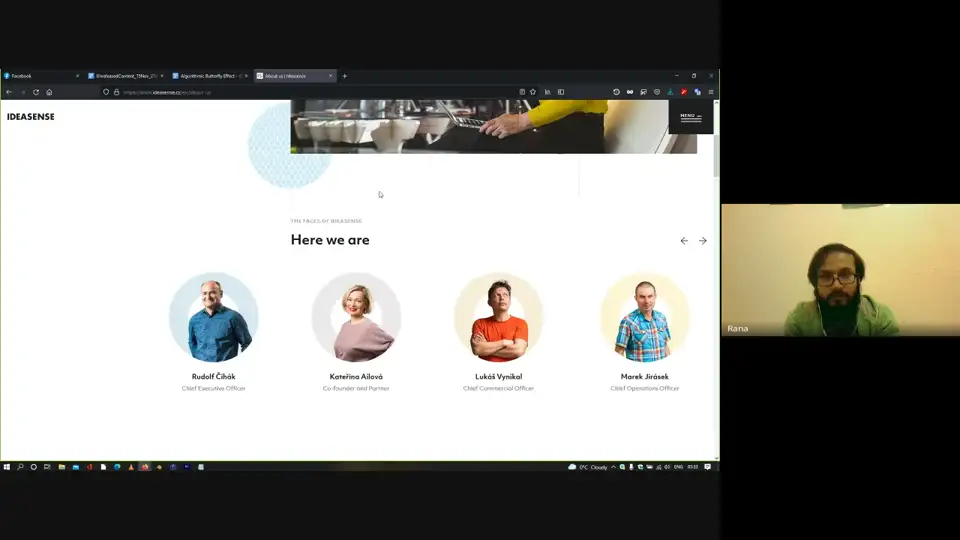 Facebook
Algorithmic Butterfly Effect -
About us | Ideasense
IDEASENSE
MENU
THE FACES OF IDEASENSE
Here we are
Rudolf Čihák
Kateřina Ailová
Lukáš Vynikal
Marek Jirásek
Chief Executive Officer
Co-founder and Partner
Chief Commercial Officer
Chief Operations Officer
Rana
0°C Cloudy
ENG